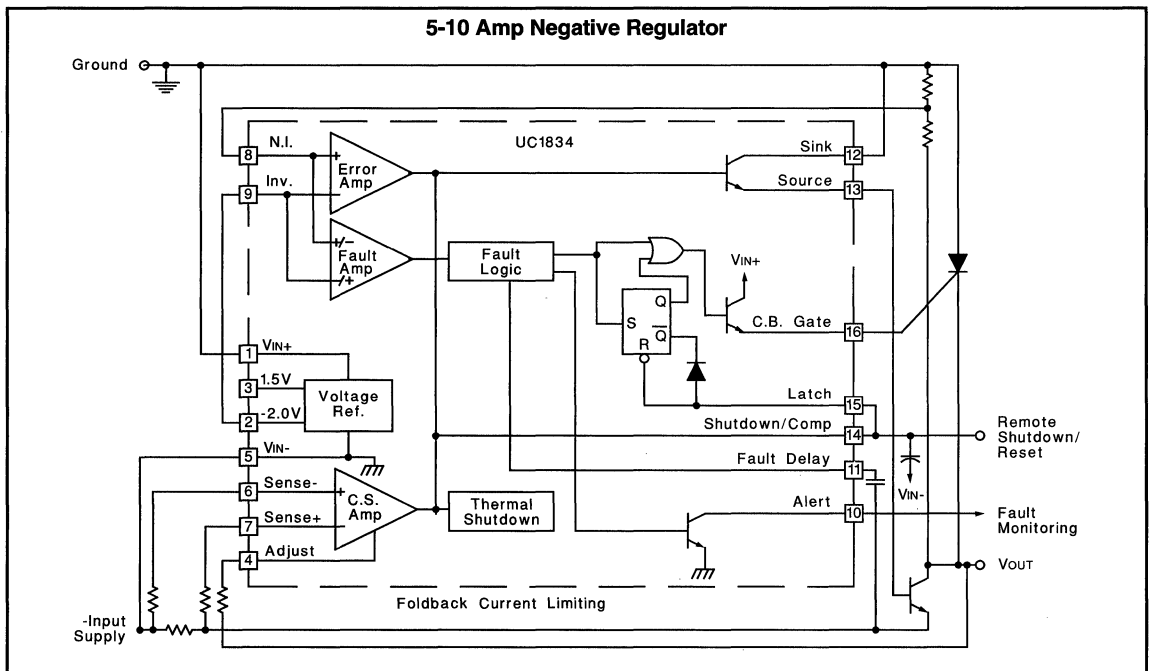 5-10 Amp Negative Regulator
Ground
UC1834
8
N.I.
+
Error
Amp
–
Sink
12
9
Inv.
Source
13
+/–
Fault
Amp
–/+
Fault
Logic
VIN+
S
Q
Q̅
R
C.B. Gate
16
1
VIN+
3
1.5V
2
-2.0V
Voltage
Ref.
Latch
15
Shutdown/Comp
14
Remote
Shutdown/
Reset
5
VIN-
Fault Delay
11
VIN-
6
Sense-
+
C.S.
Amp
–
7
Sense+
Thermal
Shutdown
Alert
10
Fault
Monitoring
4
Adjust
VOUT
Foldback Current Limiting
-Input
Supply